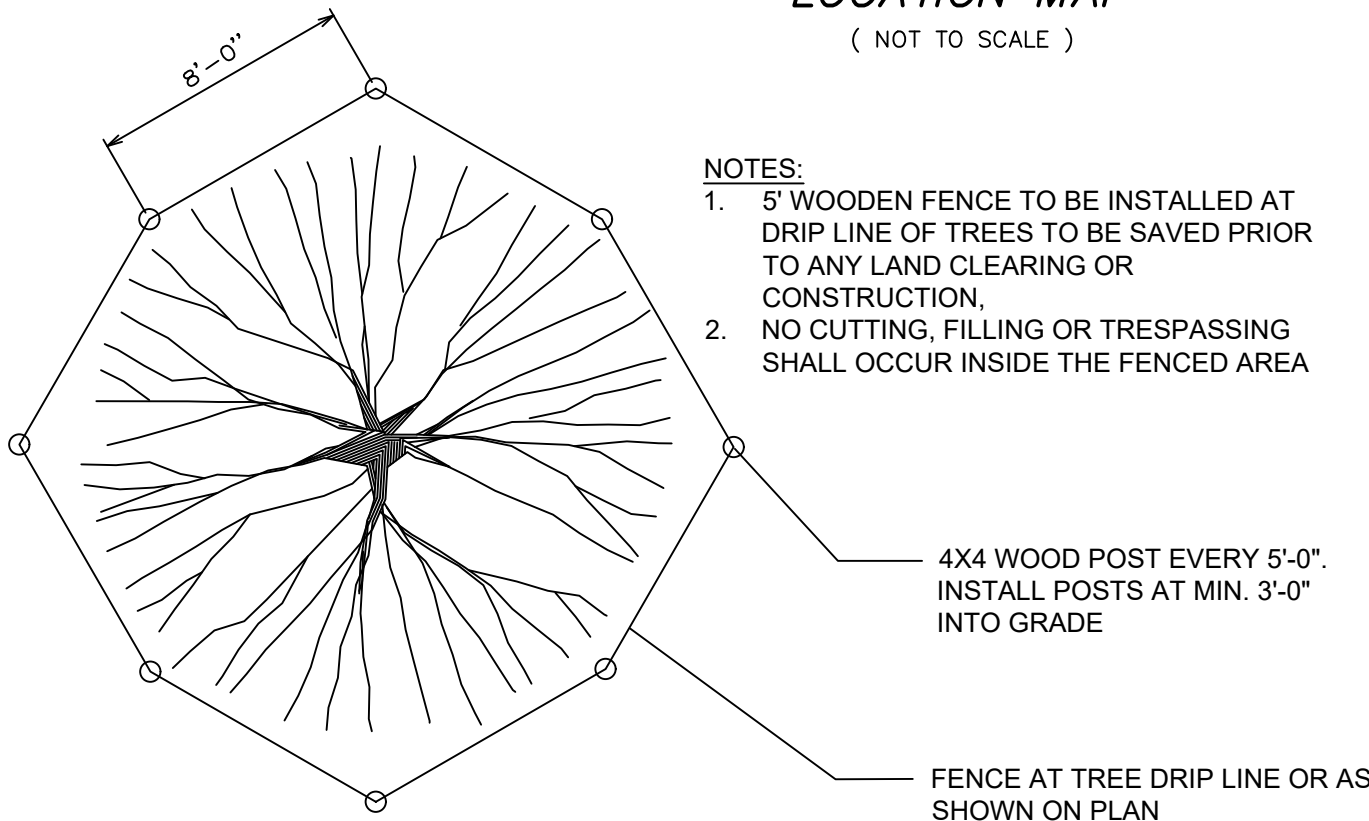 LOCATION MAP
( NOT TO SCALE )
8'-0"
NOTES:
1. 5' WOODEN FENCE TO BE INSTALLED AT
DRIP LINE OF TREES TO BE SAVED PRIOR
TO ANY LAND CLEARING OR
CONSTRUCTION,
2. NO CUTTING, FILLING OR TRESPASSING
SHALL OCCUR INSIDE THE FENCED AREA
4X4 WOOD POST EVERY 5'-0".
INSTALL POSTS AT MIN. 3'-0"
INTO GRADE
FENCE AT TREE DRIP LINE OR AS
SHOWN ON PLAN